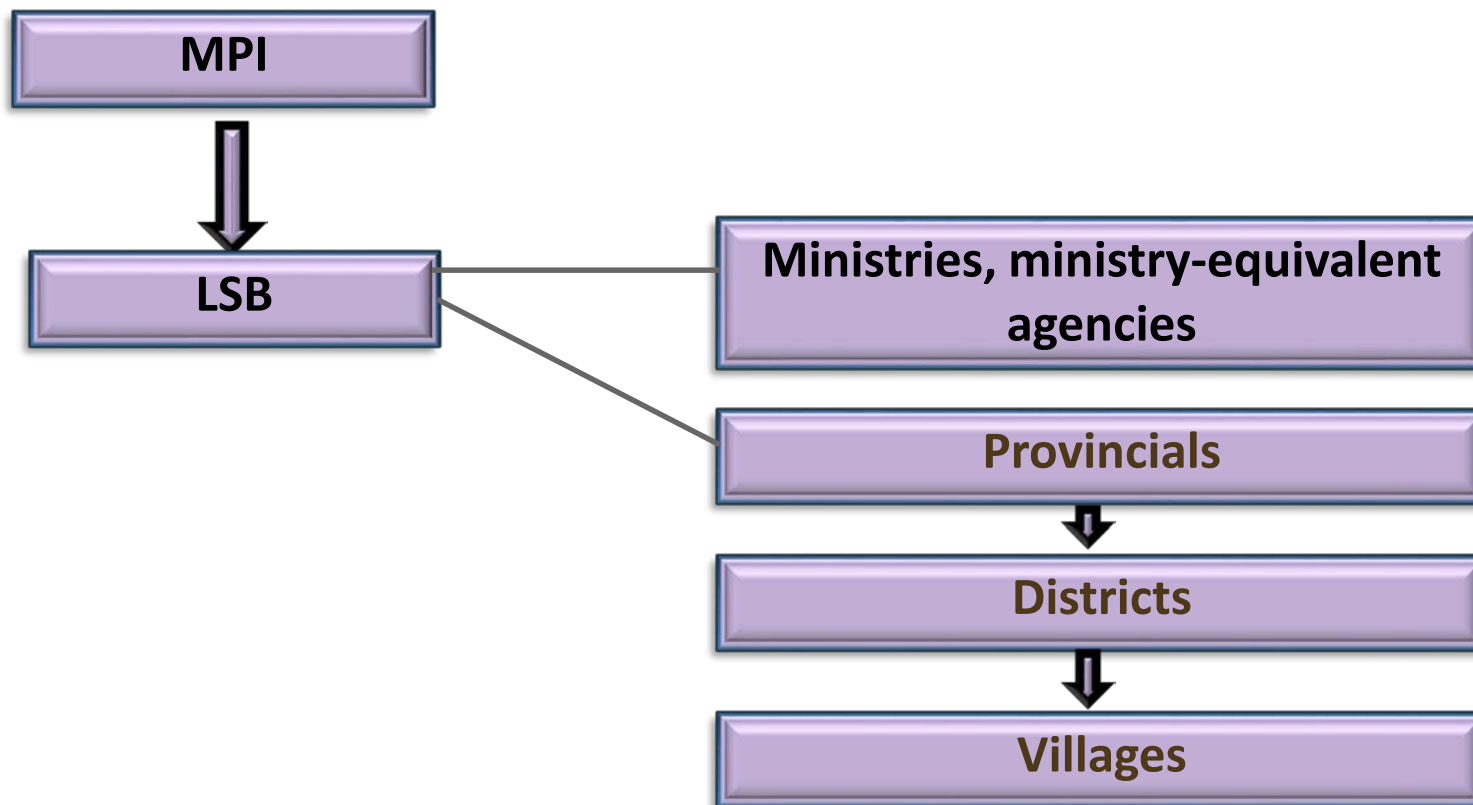 MPI
LSB
Ministries, ministry-equivalent
agencies
Provincials
Districts
Villages